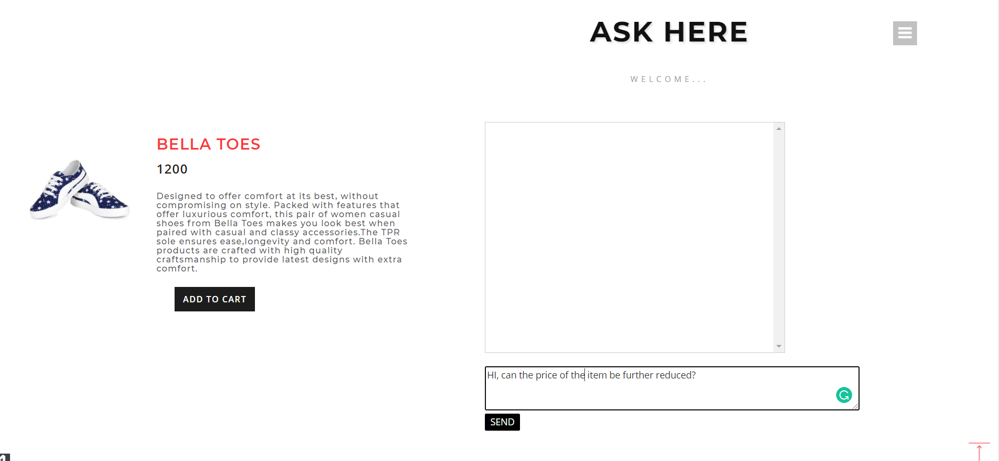 ASK HERE
WELCOME...
BELLA TOES
1200
Designed to offer comfort at its best, without
compromising on style. Packed with features that
offer luxurious comfort, this pair of women casual
shoes from Bella Toes makes you look best when
paired with casual and classy accessories.The TPR
sole ensures ease,longevity and comfort. Bella Toes
products are crafted with high quality
craftsmanship to provide latest designs with extra
comfort.
ADD TO CART
HI, can the price of the item be further reduced?
SEND